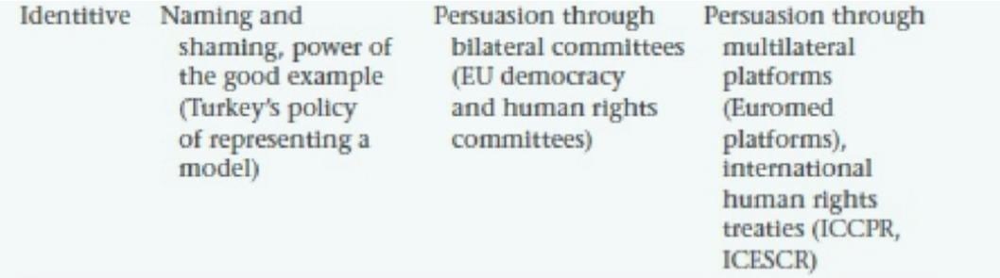 Identitive
Naming and
shaming, power of
the good example
(Turkey's policy
of representing a
model)
Persuasion through
bilateral committees
(EU democracy
and human rights
committees)
Persuasion through
multilateral
platforms
(Euromed
platforms),
international
human rights
treaties (ICCPR,
ICESCR)